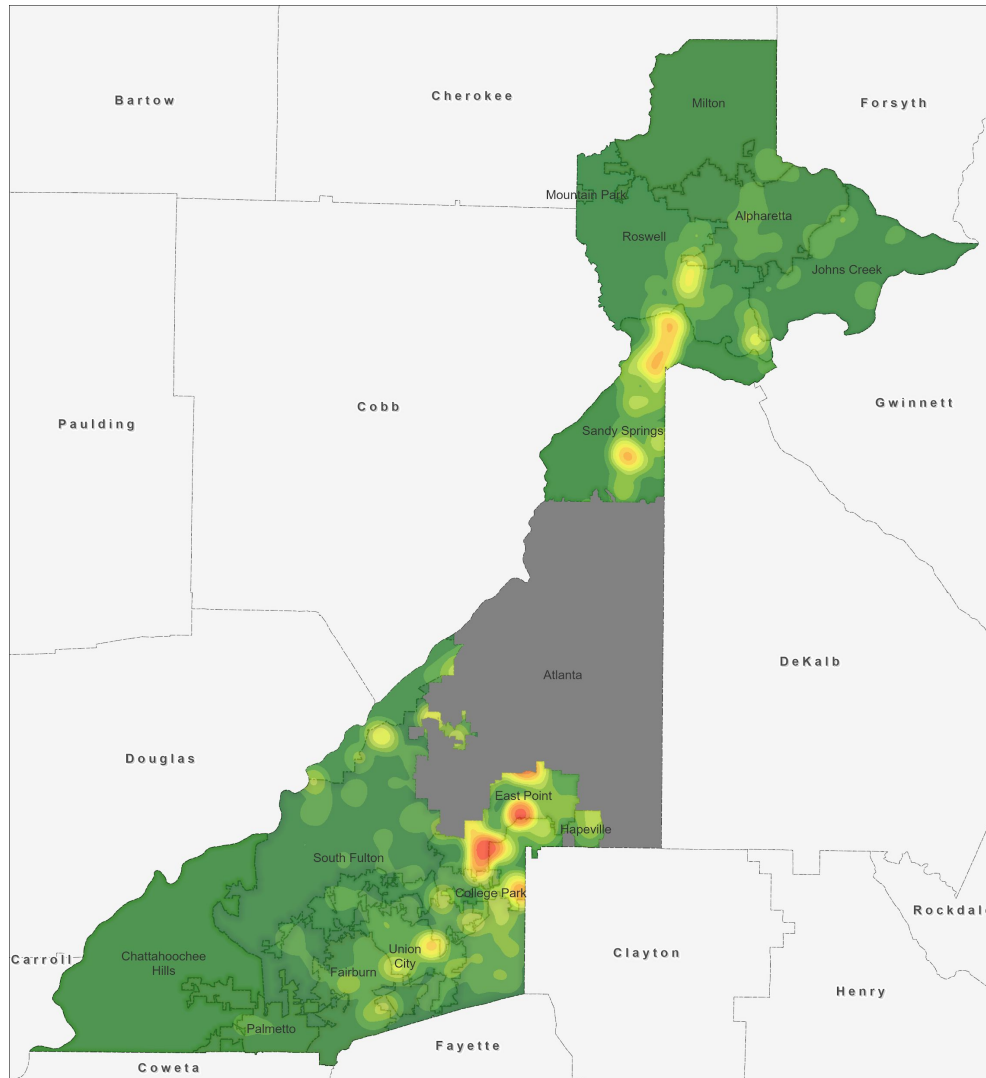 Bartow
Cherokee
Forsyth
Milton
Mountain Park
Alpharetta
Roswell
Johns Creek
Cobb
Gwinnett
Paulding
Sandy Springs
DeKalb
Atlanta
Douglas
East Point
Hapeville
South Fulton
College Park
Rockdale
Clayton
Carroll
Chattahoochee
Hills
Union
City
Fairburn
Henry
Palmetto
Fayette
Coweta